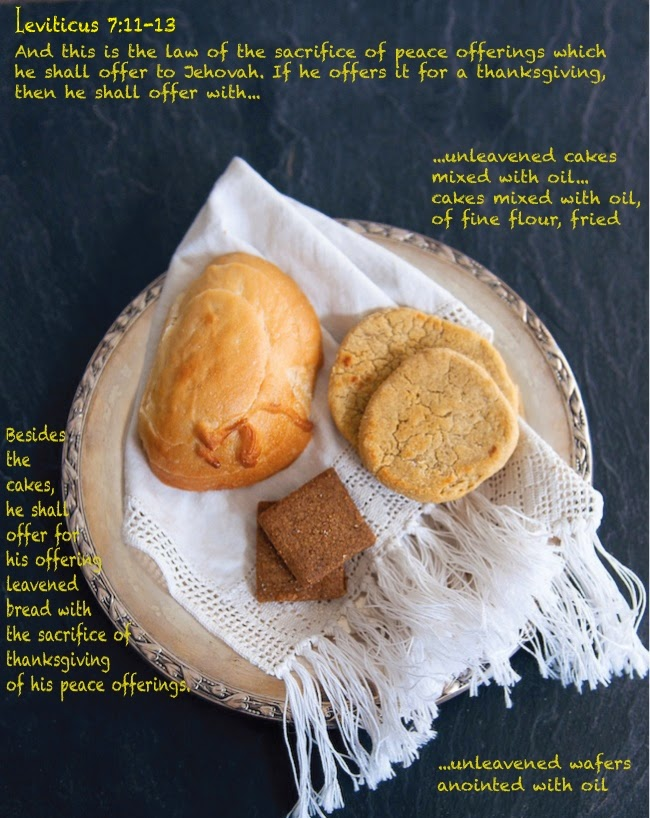 Leviticus 7:11-13
And this is the law of the sacrifice of peace offerings which
he shall offer to Jehovah. If he offers it for a thanksgiving,
then he shall offer with...
...unleavened cakes
mixed with oil...
cakes mixed with oil,
of fine flour, fried
Besides
the
cakes,
he shall
offer for
his offering
leavened
bread with
the sacrifice of
thanksgiving
of his peace offerings.
...unleavened wafers
anointed with oil